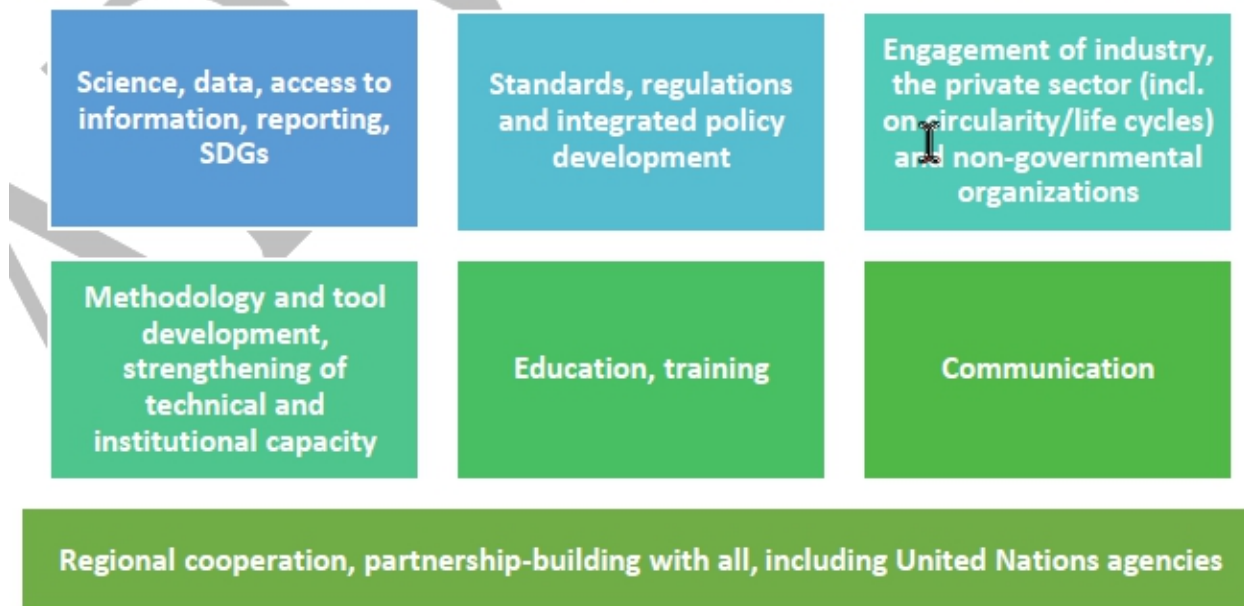 Science, data, access to
information, reporting,
SDGs
Standards, regulations
and integrated policy
development
Engagement of industry,
the private sector (incl.
on circularity/life cycles)
and non-governmental
organizations
Methodology and tool
development,
strengthening of
technical and
institutional capacity
Education, training
Communication
Regional cooperation, partnership-building with all, including United Nations agencies